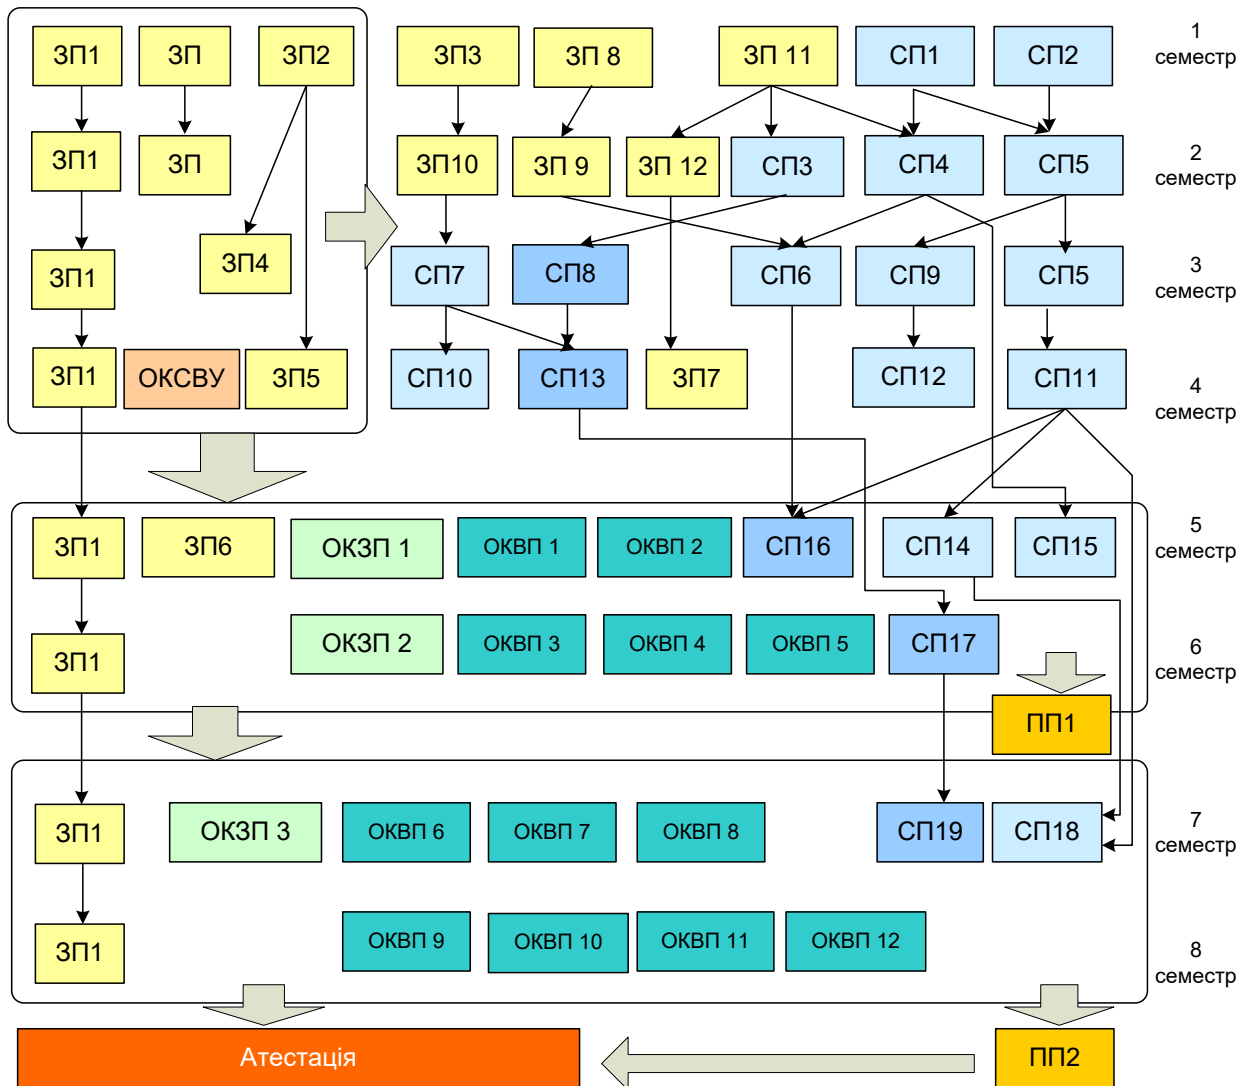 ЗП1
ЗП
ЗП2
ЗП3
ЗП 8
ЗП 11
СП1
СП2
1
семестр
ЗП1
ЗП
ЗП10
ЗП 9
ЗП 12
СП3
СП4
СП5
2
семестр
ЗП1
ЗП4
СП7
СП8
СП6
СП9
СП5
3
семестр
ЗП1
ОКСВУ
ЗП5
СП10
СП13
ЗП7
СП12
СП11
4
семестр
ЗП1
ЗП6
ОКЗП 1
ОКВП 1
ОКВП 2
СП16
СП14
СП15
5
семестр
ЗП1
ОКЗП 2
ОКВП 3
ОКВП 4
ОКВП 5
СП17
6
семестр
ПП1
ЗП1
ОКЗП 3
ОКВП 6
ОКВП 7
ОКВП 8
СП19
СП18
7
семестр
ЗП1
ОКВП 9
ОКВП 10
ОКВП 11
ОКВП 12
8
семестр
Атестація
ПП2